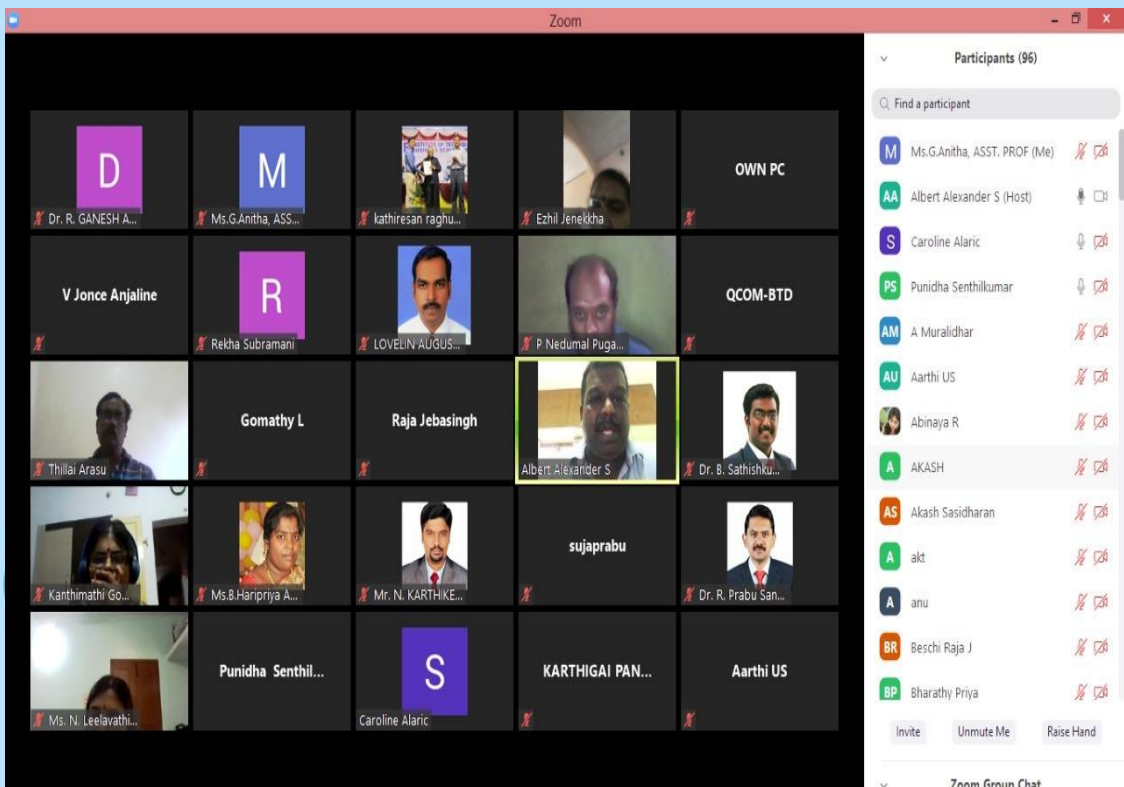 Zoom
D
Dr. R. GANESH A...
M
Ms.G.Anitha, ASS...
kathiresan raghu...
Ezhil Jenekkha
OWN PC
V Jonce Anjaline
R
Rekha Subramani
LOVELIN AUGUS...
P Nedumal Puga...
QCOM-BTD
Thillai Arasu
Gomathy L
Raja Jebasingh
Albert Alexander S
Dr. B. Sathishku...
Kanthimathi Go...
Ms.B.Haripriya A...
Mr. N. KARTHIKE...
sujaprabu
Dr. R. Prabu San...
Ms. N. Leelavathi...
Punidha Senthil...
S
Caroline Alaric
KARTHIGAI PAN...
Aarthi US
Participants (96)
Find a participant
M Ms.G.Anitha, ASST. PROF (Me)
AA Albert Alexander S (Host)
S Caroline Alaric
PS Punidha Senthilkumar
AM A Muralidhar
AU Aarthi US
Abinaya R
A AKASH
AS Akash Sasidharan
A akt
A anu
BR Beschi Raja J
BP Bharathy Priya
Invite Unmute Me Raise Hand
Zoom Group Chat